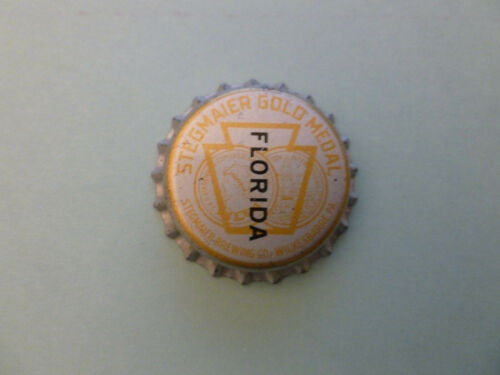 STEGMAIER GOLD MEDAL
FLORIDA
STEGMAIER BREWING CO. WILKES-BARRE, PA.